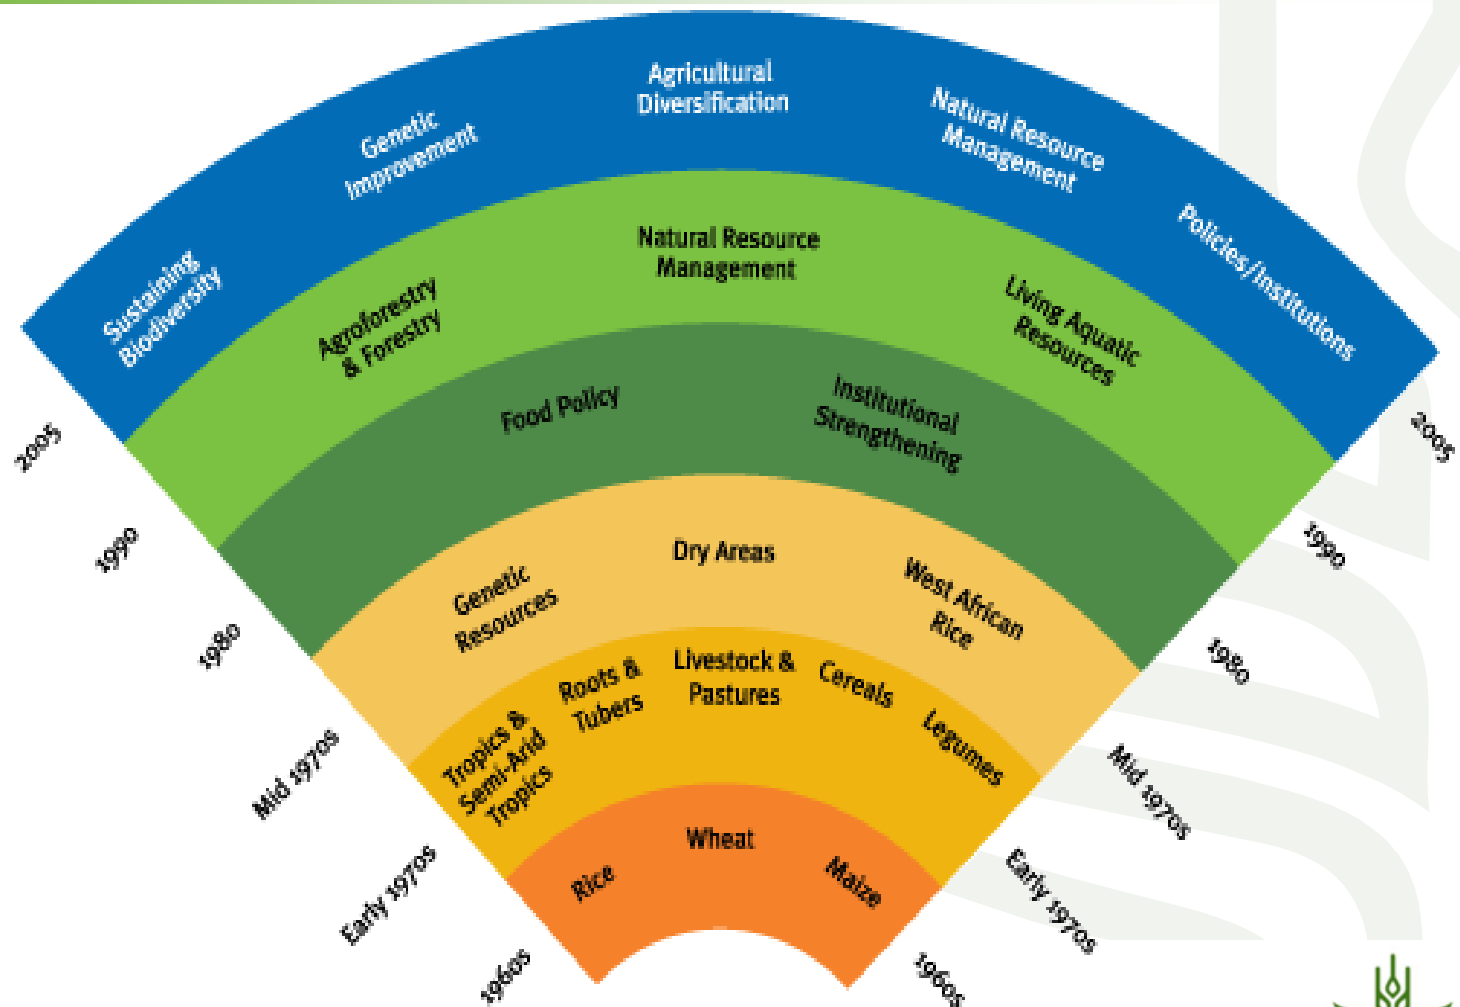 Agricultural
Diversification
Genetic
Improvement
Natural Resource
Management
Sustaining
Biodiversity
Policies/Institutions
Natural Resource
Management
Agroforestry
& Forestry
Living Aquatic
Resources
Food Policy
Institutional
Strengthening
Dry Areas
Genetic
Resources
West African
Rice
Tropics &
Semi-Arid
Tropics
Roots &
Tubers
Livestock &
Pastures
Cereals
Legumes
Rice
Wheat
Maize
2005
1990
1980
Mid 1970s
Early 1970s
1960s
2005
1990
1980
Mid 1970s
Early 1970s
1960s